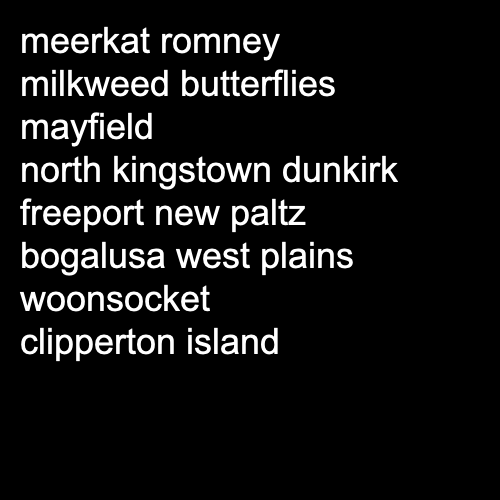 meerkat romney
milkweed butterflies
mayfield
north kingstown dunkirk
freeport new paltz
bogalusa west plains
woonsocket
clipperton island